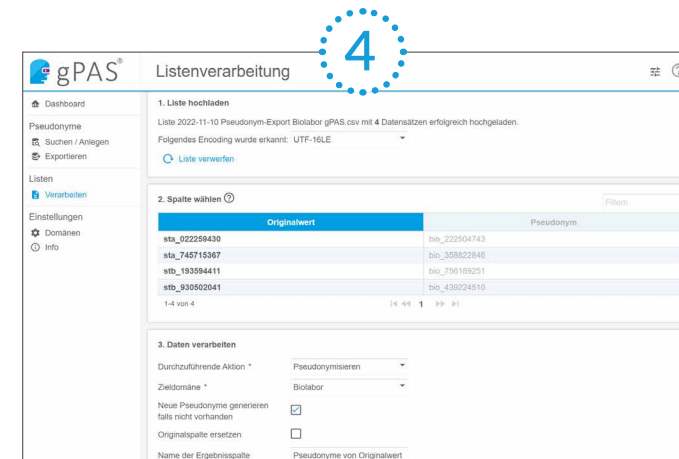 4
gPAS®
Listenverarbeitung
Dashboard
Pseudonyme
Suchen / Anlegen
Exportieren
Listen
Verarbeiten
Einstellungen
Domänen
Info
1. Liste hochladen
Liste 2022-11-10 Pseudonym-Export Biolabor gPAS.csv mit 4 Datensätzen erfolgreich hochgeladen.
Folgendes Encoding wurde erkannt: UTF-16LE
Liste verwerfen
2. Spalte wählen
Filtern
Originalwert Pseudonym
sta_022259430 bio_222504743
sta_745715367 bio_358822846
stb_193594411 bio_756189251
stb_930502041 bio_439224510
1-4 von 4 1
3. Daten verarbeiten
Durchzuführende Aktion * Pseudonymisieren
Zieldomäne * Biolabor
Neue Pseudonyme generieren
falls nicht vorhanden
Originalspalte ersetzen
Name der Ergebnisspalte Pseudonyme von Originalwert